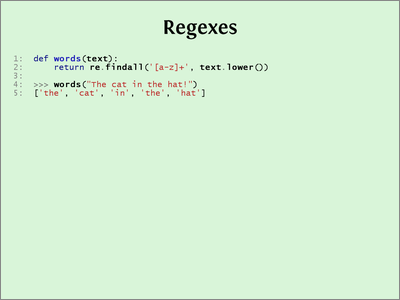 Regexes
1: def words(text):
2:     return re.findall('[a-z]+', text.lower())
3:
4: >>> words("The cat in the hat!")
5: ['the', 'cat', 'in', 'the', 'hat']